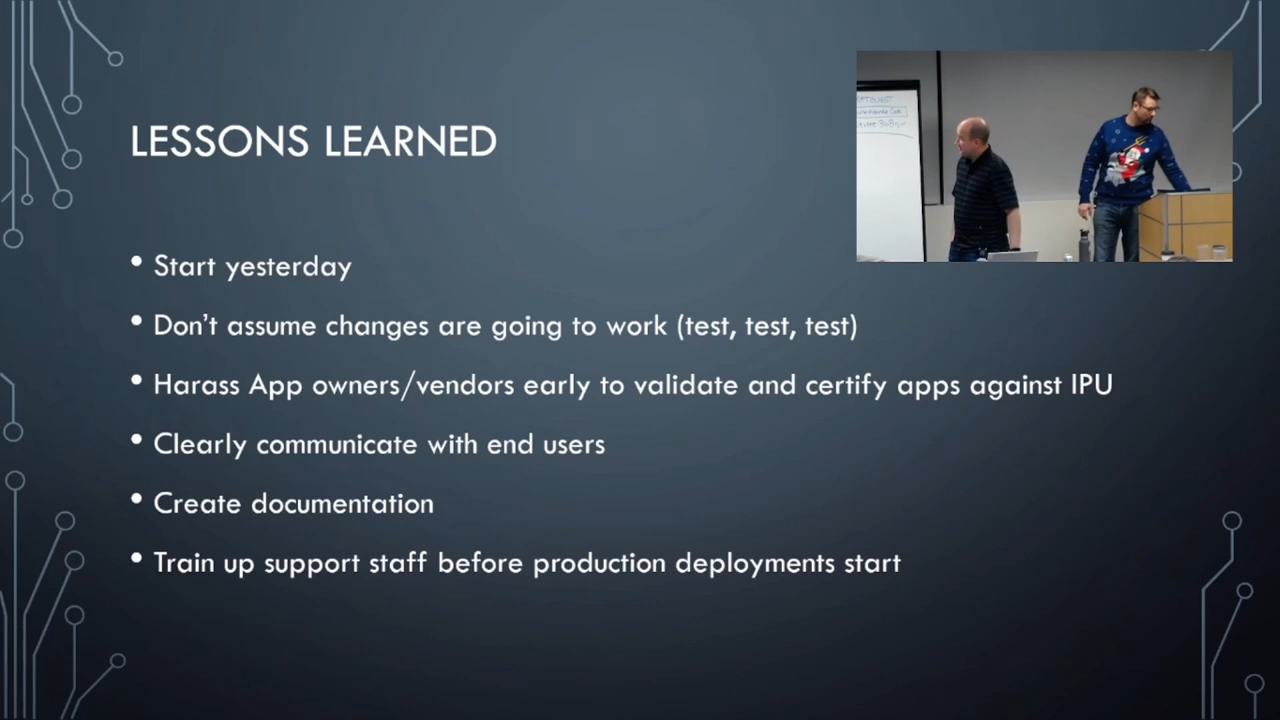 LESSONS LEARNED
• Start yesterday
• Don’t assume changes are going to work (test, test, test)
• Harass App owners/vendors early to validate and certify apps against IPU
• Clearly communicate with end users
• Create documentation
• Train up support staff before production deployments start